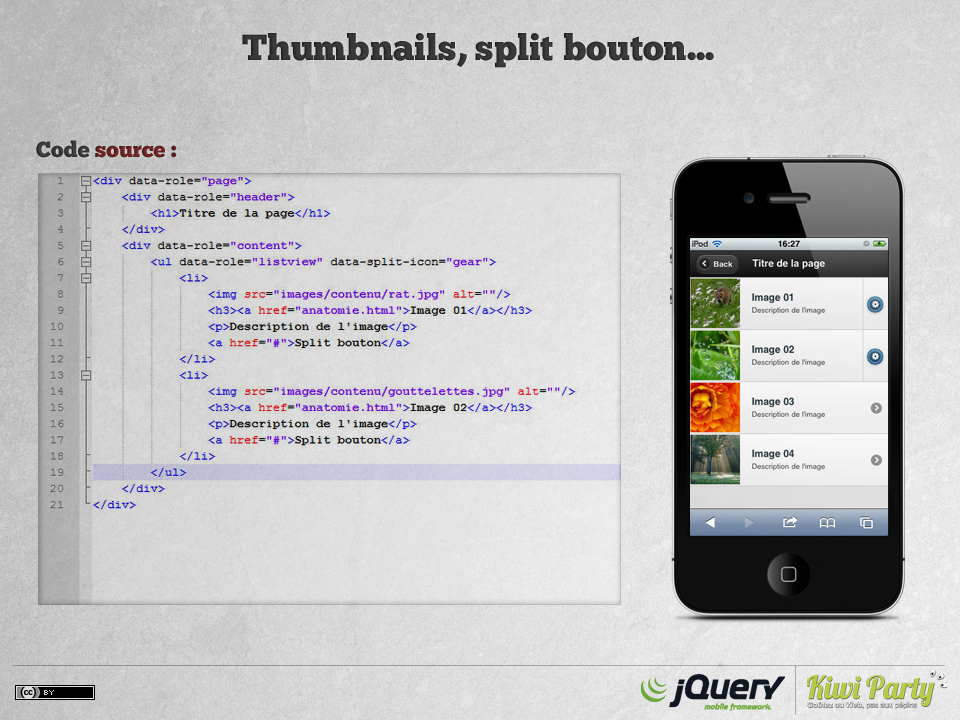 Thumbnails, split bouton...
Code source :
1 <div data-role="page">
2 <div data-role="header">
3 <h1>Titre de la page</h1>
4 </div>
5 <div data-role="content">
6 <ul data-role="listview" data-split-icon="gear">
7 <li>
8 <img src="images/contenu/rat.jpg" alt=""/>
9 <h3><a href="anatomie.html">Image 01</a></h3>
10 <p>Description de l'image</p>
11 <a href="#">Split bouton</a>
12 </li>
13 <li>
14 <img src="images/contenu/gouttelettes.jpg" alt=""/>
15 <h3><a href="anatomie.html">Image 02</a></h3>
16 <p>Description de l'image</p>
17 <a href="#">Split bouton</a>
18 </li>
19 </ul>
20 </div>
21 </div>
iPod 16:27
Back Titre de la page
Image 01
Description de l'image
Image 02
Description de l'image
Image 03
Description de l'image
Image 04
Description de l'image
cc BY
jQuery
mobile framework.
Kiwi Party
Goûtez au Web, pas aux pépins